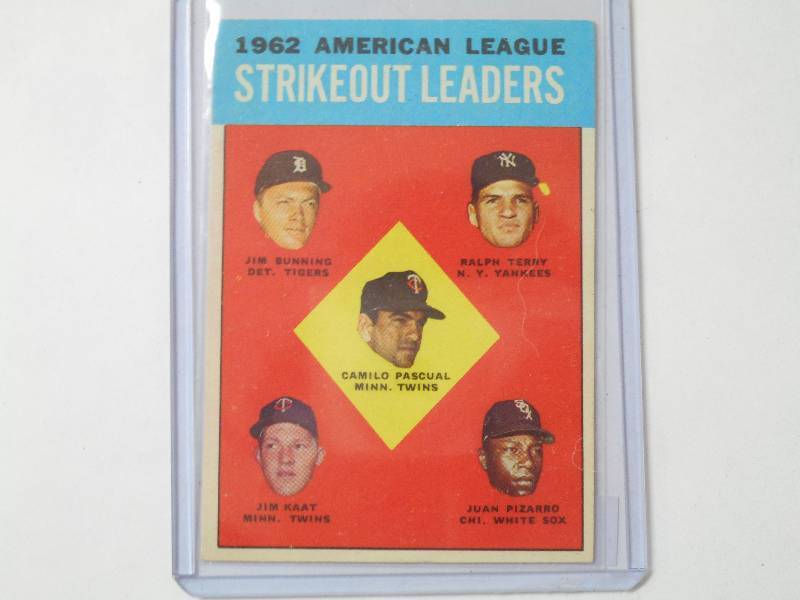 1962 AMERICAN LEAGUE
STRIKEOUT LEADERS
JIM BUNNING
DET. TIGERS
RALPH TERRY
N. Y. YANKEES
CAMILO PASCUAL
MINN. TWINS
JIM KAAT
MINN. TWINS
SOX
JUAN PIZARRO
CHI. WHITE SOX